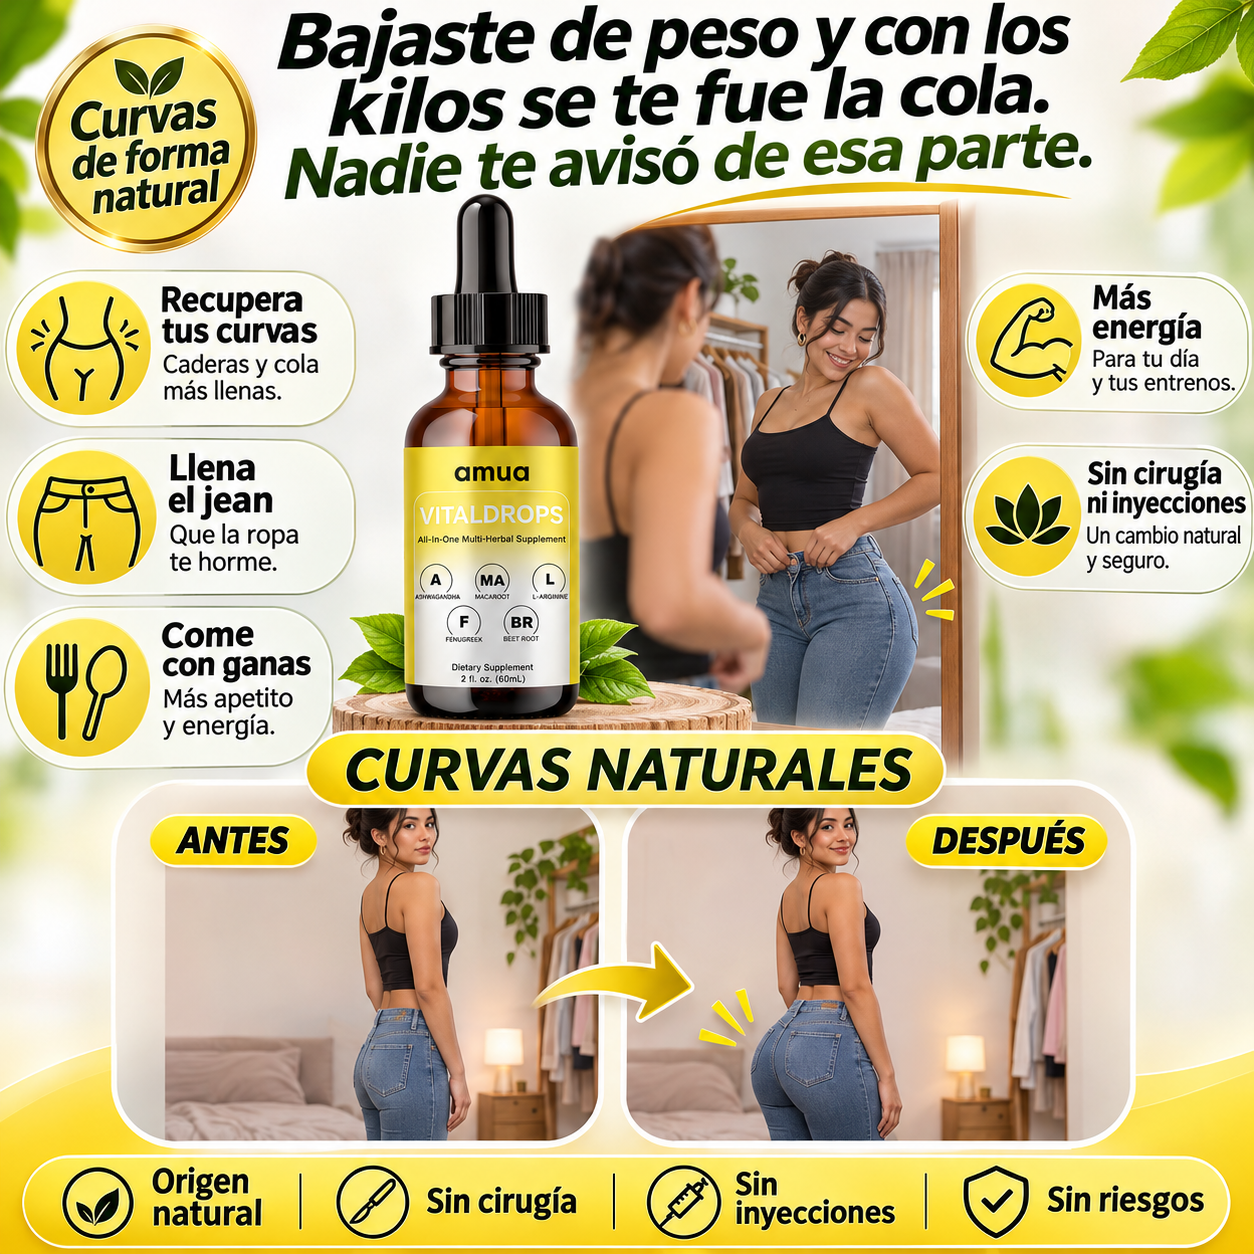 Curvas
de forma
natural
Bajaste de peso y con los
kilos se te fue la cola.
Nadie te avisó de esa parte.
Recupera
tus curvas
Caderas y cola
más llenas.
Llena
el jean
Que la ropa
te horme.
Come
con ganas
Más apetito
y energía.
amua
VITALDROPS
All-In-One Multi-Herbal Supplement
A
ASHWAGANDHA
MA
MACAROOT
L
L-ARGININE
F
FENUGREEK
BR
BEET ROOT
Dietary Supplement
2 fl. oz. (60mL)
Más
energía
Para tu día
y tus entrenos.
Sin cirugía
ni inyecciones
Un cambio natural
y seguro.
CURVAS NATURALES
ANTES
DESPUÉS
Origen
natural
Sin cirugía
Sin
inyecciones
Sin riesgos